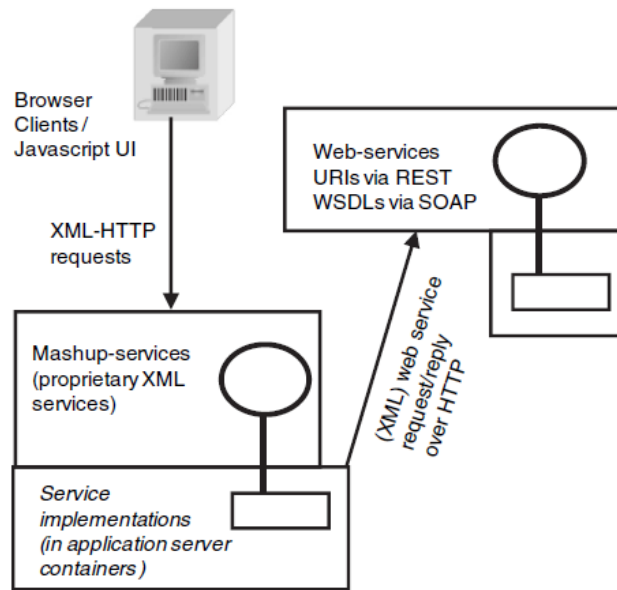 Browser
Clients /
Javascript UI
XML-HTTP
requests
Web-services
URIs via REST
WSDLs via SOAP
Mashup-services
(proprietary XML
services)
(XML) web service
request/reply
over HTTP
Service
implementations
(in application server
containers)